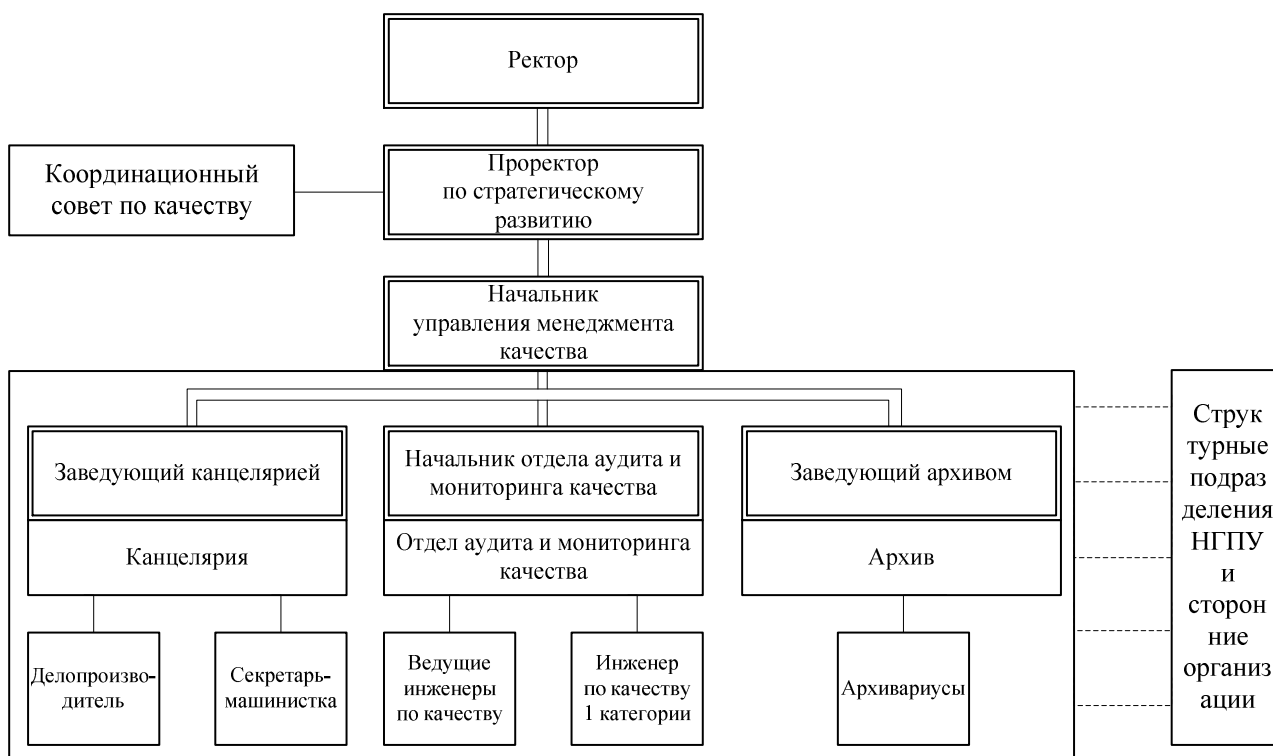 Ректор
Координационный
совет по качеству
Проректор
по стратегическому
развитию
Начальник
управления менеджмента
качества
Заведующий канцелярией
Канцелярия
Начальник отдела аудита и
мониторинга качества
Отдел аудита и мониторинга
качества
Заведующий архивом
Архив
Делопроизво-
дитель
Секретарь-
машинистка
Ведущие
инженеры
по качеству
Инженер
по качеству
1 категории
Архивариусы
Струк
турные
подраз
деления
НГПУ
и
сторон
ние
организ
ации